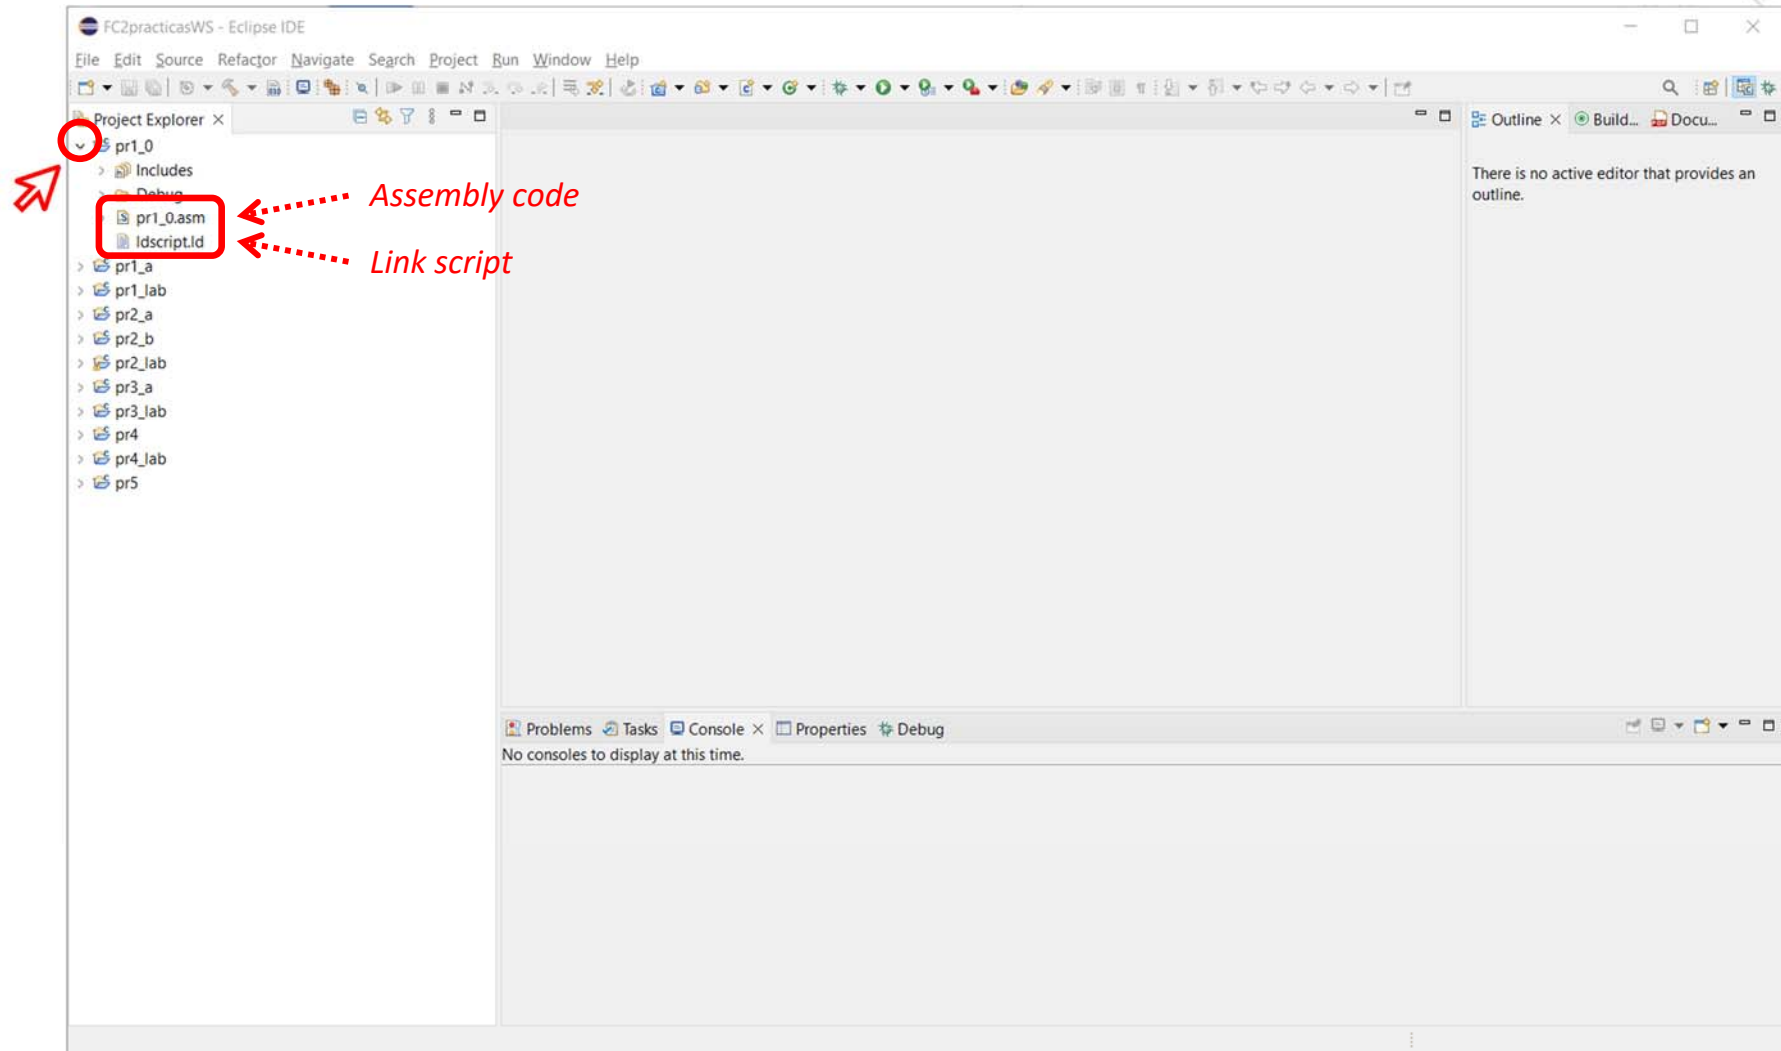 FC2practicasWS - Eclipse IDE
File Edit Source Refactor Navigate Search Project Run Window Help
Project Explorer
Outline Build... Docu...
pr1_0
Includes
There is no active editor that provides an
outline.
Debug
Assembly code
pr1_0.asm
ldscript.ld
Link script
pr1_a
pr1_lab
pr2_a
pr2_b
pr2_lab
pr3_a
pr3_lab
pr4
pr4_lab
pr5
Problems Tasks Console Properties Debug
No consoles to display at this time.